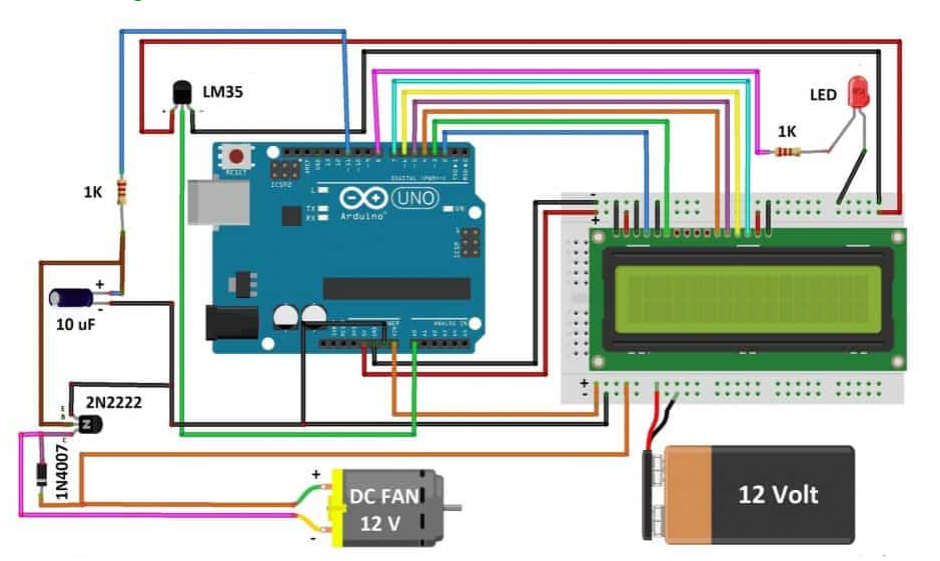 LM35
LED
1K
1K
RESET
ICSP2
L
TX
RX
Arduino
UNO
ON
ICSP
DIGITAL (PWM~)
ANALOG IN
-
+
+
-
10 uF
+
-
2N2222
E
B
C
1N4007
+
DC FAN
12 V
-
12 Volt
+
-